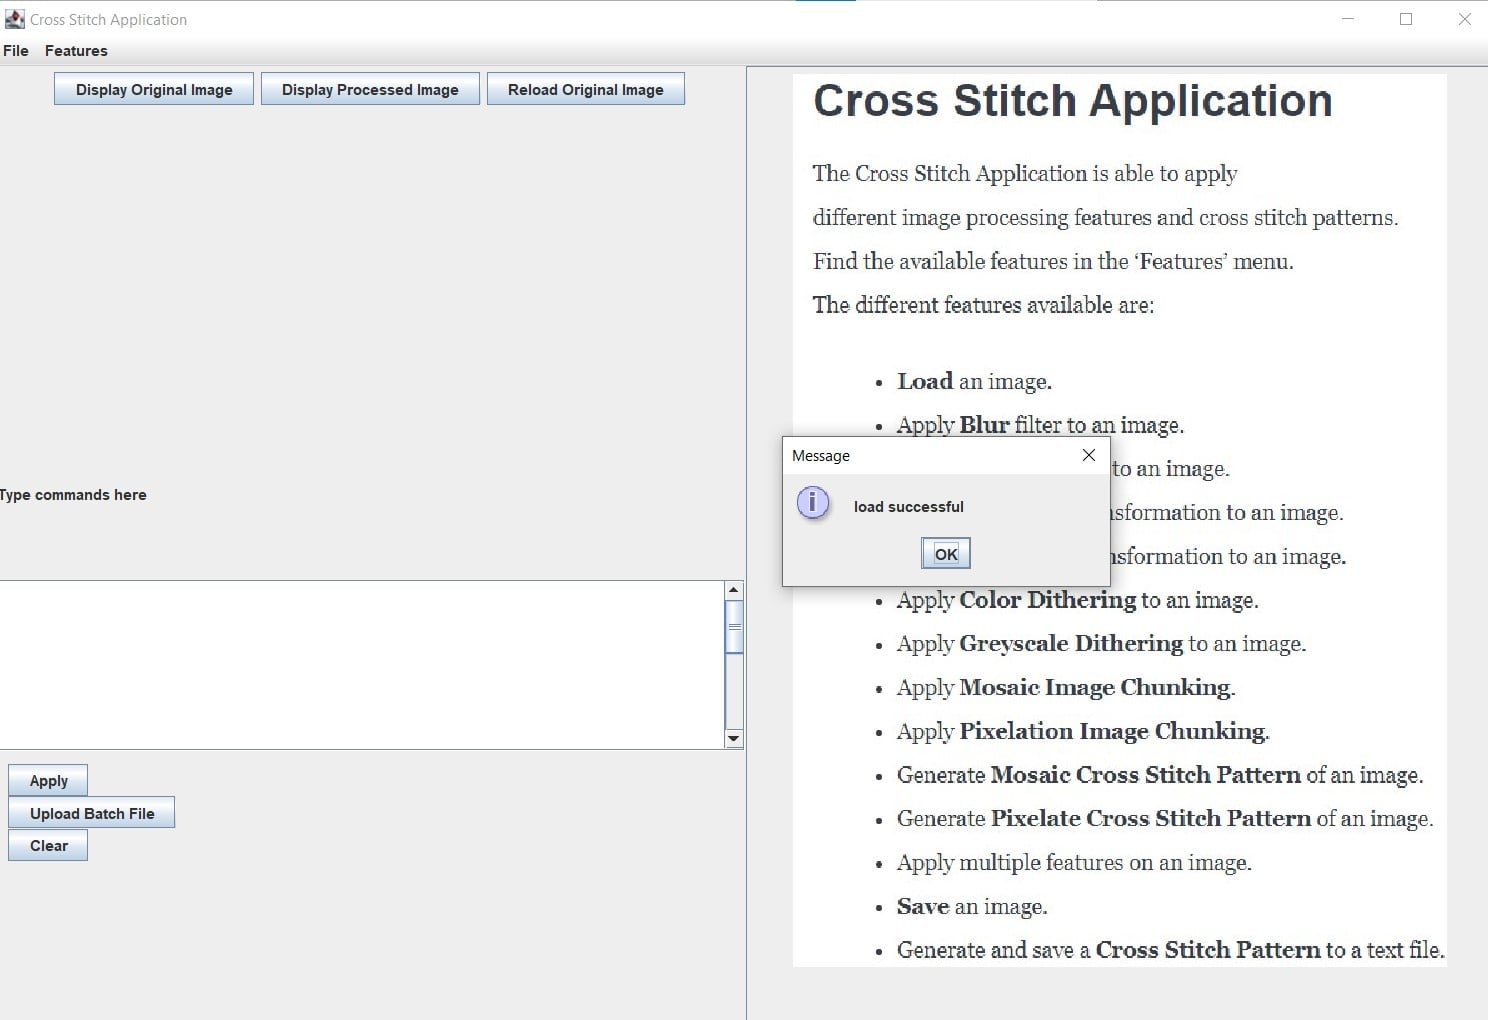 Cross Stitch Application
File Features
Display Original Image Display Processed Image Reload Original Image
Type commands here
Apply
Upload Batch File
Clear
Cross Stitch Application
The Cross Stitch Application is able to apply
different image processing features and cross stitch patterns.
Find the available features in the ‘Features’ menu.
The different features available are:
• Load an image.
• Apply Blur filter to an image.
to an image.
sformation to an image.
nsformation to an image.
• Apply Color Dithering to an image.
• Apply Greyscale Dithering to an image.
• Apply Mosaic Image Chunking.
• Apply Pixelation Image Chunking.
• Generate Mosaic Cross Stitch Pattern of an image.
• Generate Pixelate Cross Stitch Pattern of an image.
• Apply multiple features on an image.
• Save an image.
• Generate and save a Cross Stitch Pattern to a text file.
Message
load successful
OK